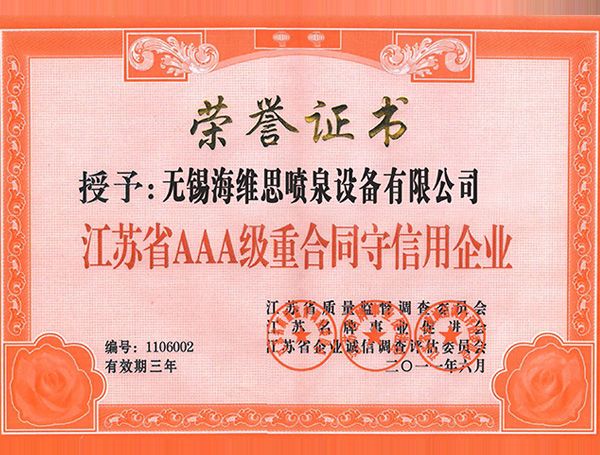 荣誉证书
授予：无锡海维思喷泉设备有限公司
江苏省AAA级重合同守信用企业
江苏省质量监督调查委员会
江苏名牌事业促进会
江苏省企业诚信调查评估委员会
编号：1106002
有效期三年
二〇一一年六月